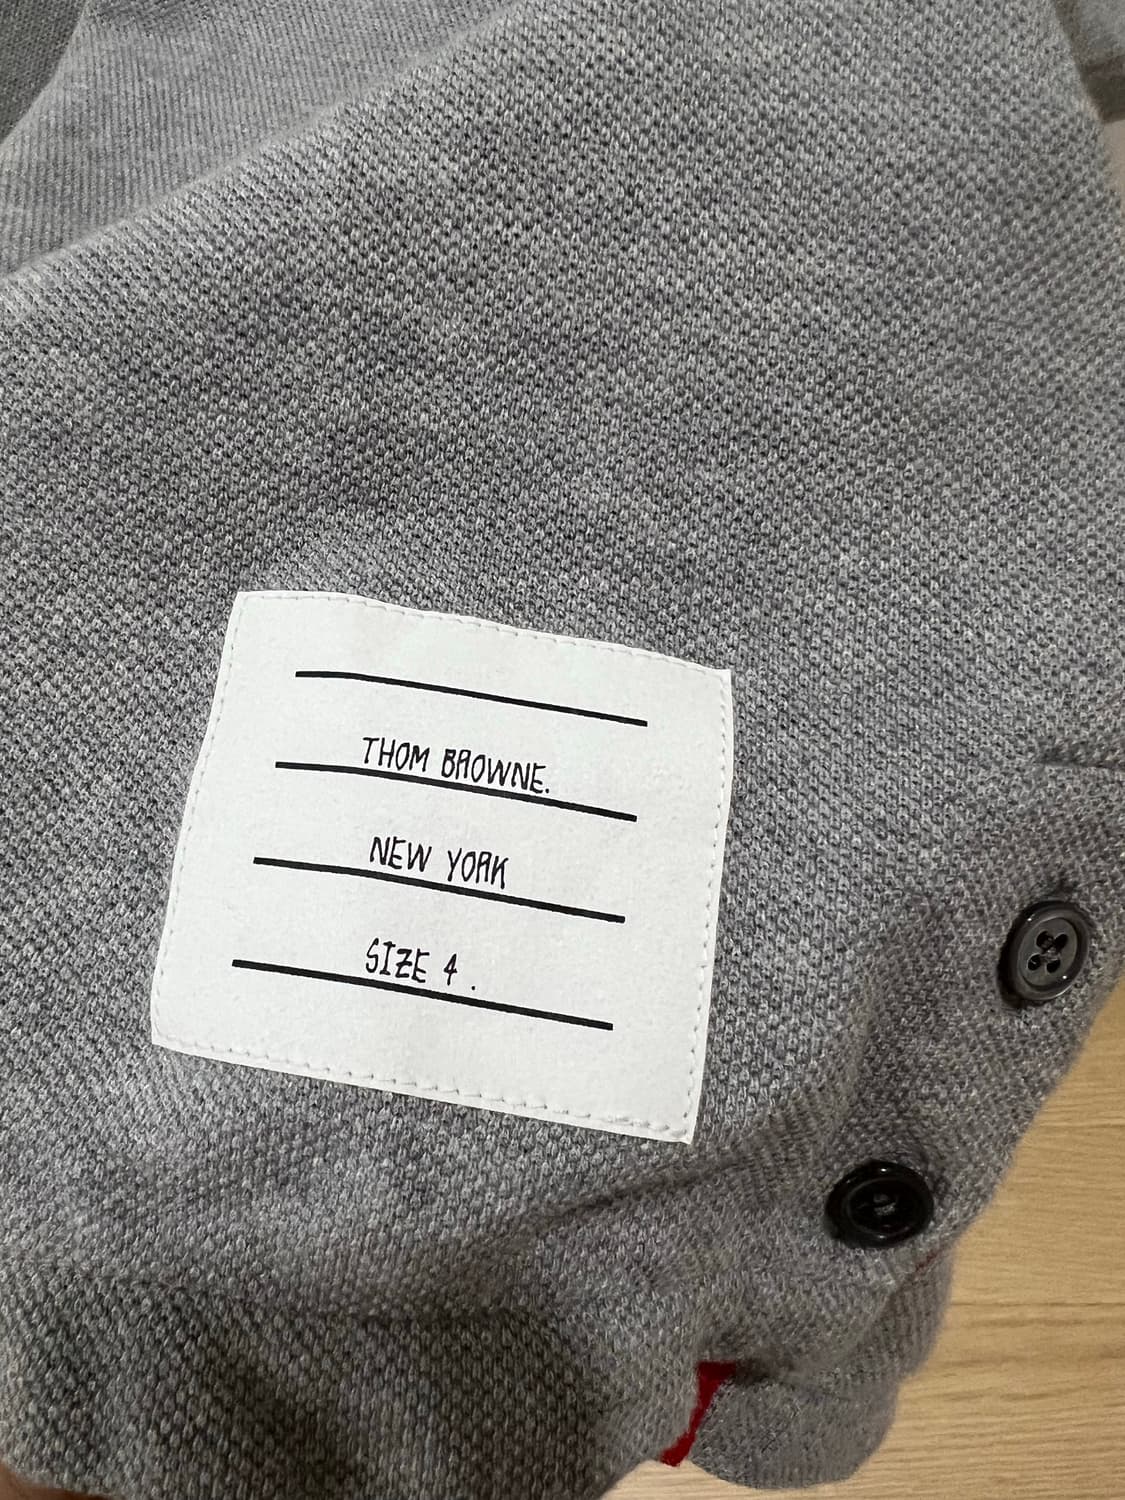 THOM BROWNE.
NEW YORK
SIZE 4 .